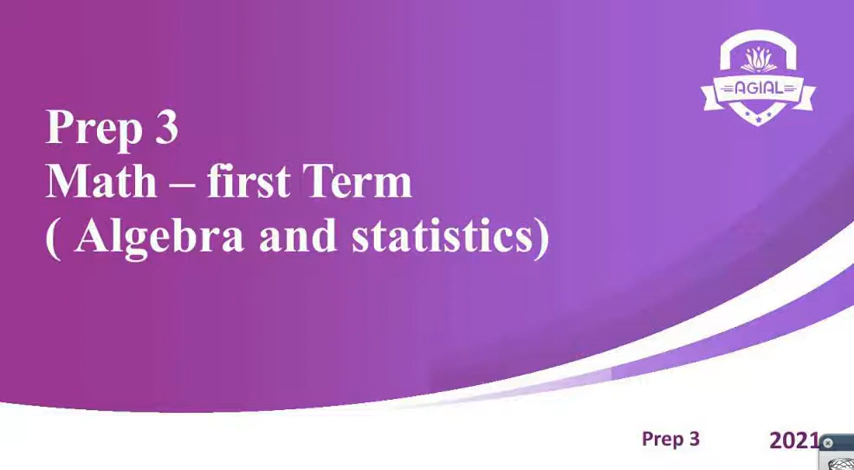 AGIAL
Prep 3
Math – first Term
( Algebra and statistics)
Prep 3
2021